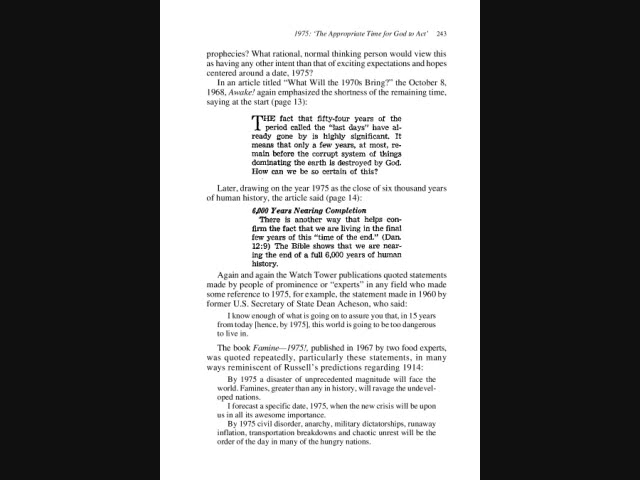 1975: 'The Appropriate Time for God to Act' 243
prophecies? What rational, normal thinking person would view this
as having any other intent than that of exciting expectations and hopes
centered around a date, 1975?
In an article titled “What Will the 1970s Bring?” the October 8,
1968, Awake! again emphasized the shortness of the remaining time,
saying at the start (page 13):
THE fact that fifty-four years of the
period called the “last days” have al-
ready gone by is highly significant. It
means that only a few years, at most, re-
main before the corrupt system of things
dominating the earth is destroyed by God.
How can we be so certain of this?
Later, drawing on the year 1975 as the close of six thousand years
of human history, the article said (page 14):
6,000 Years Nearing Completion
There is another way that helps con-
firm the fact that we are living in the final
few years of this “time of the end.” (Dan.
12:9) The Bible shows that we are near-
ing the end of a full 6,000 years of human
history.
Again and again the Watch Tower publications quoted statements
made by people of prominence or “experts” in any field who made
some reference to 1975, for example, the statement made in 1960 by
former U.S. Secretary of State Dean Acheson, who said:
I know enough of what is going on to assure you that, in 15 years
from today [hence, by 1975], this world is going to be too dangerous
to live in.
The book Famine—1975!, published in 1967 by two food experts,
was quoted repeatedly, particularly these statements, in many
ways reminiscent of Russell’s predictions regarding 1914:
By 1975 a disaster of unprecedented magnitude will face the
world. Famines, greater than any in history, will ravage the undevel-
oped nations.
I forecast a specific date, 1975, when the new crisis will be upon
us in all its awesome importance.
By 1975 civil disorder, anarchy, military dictatorships, runaway
inflation, transportation breakdowns and chaotic unrest will be the
order of the day in many of the hungry nations.